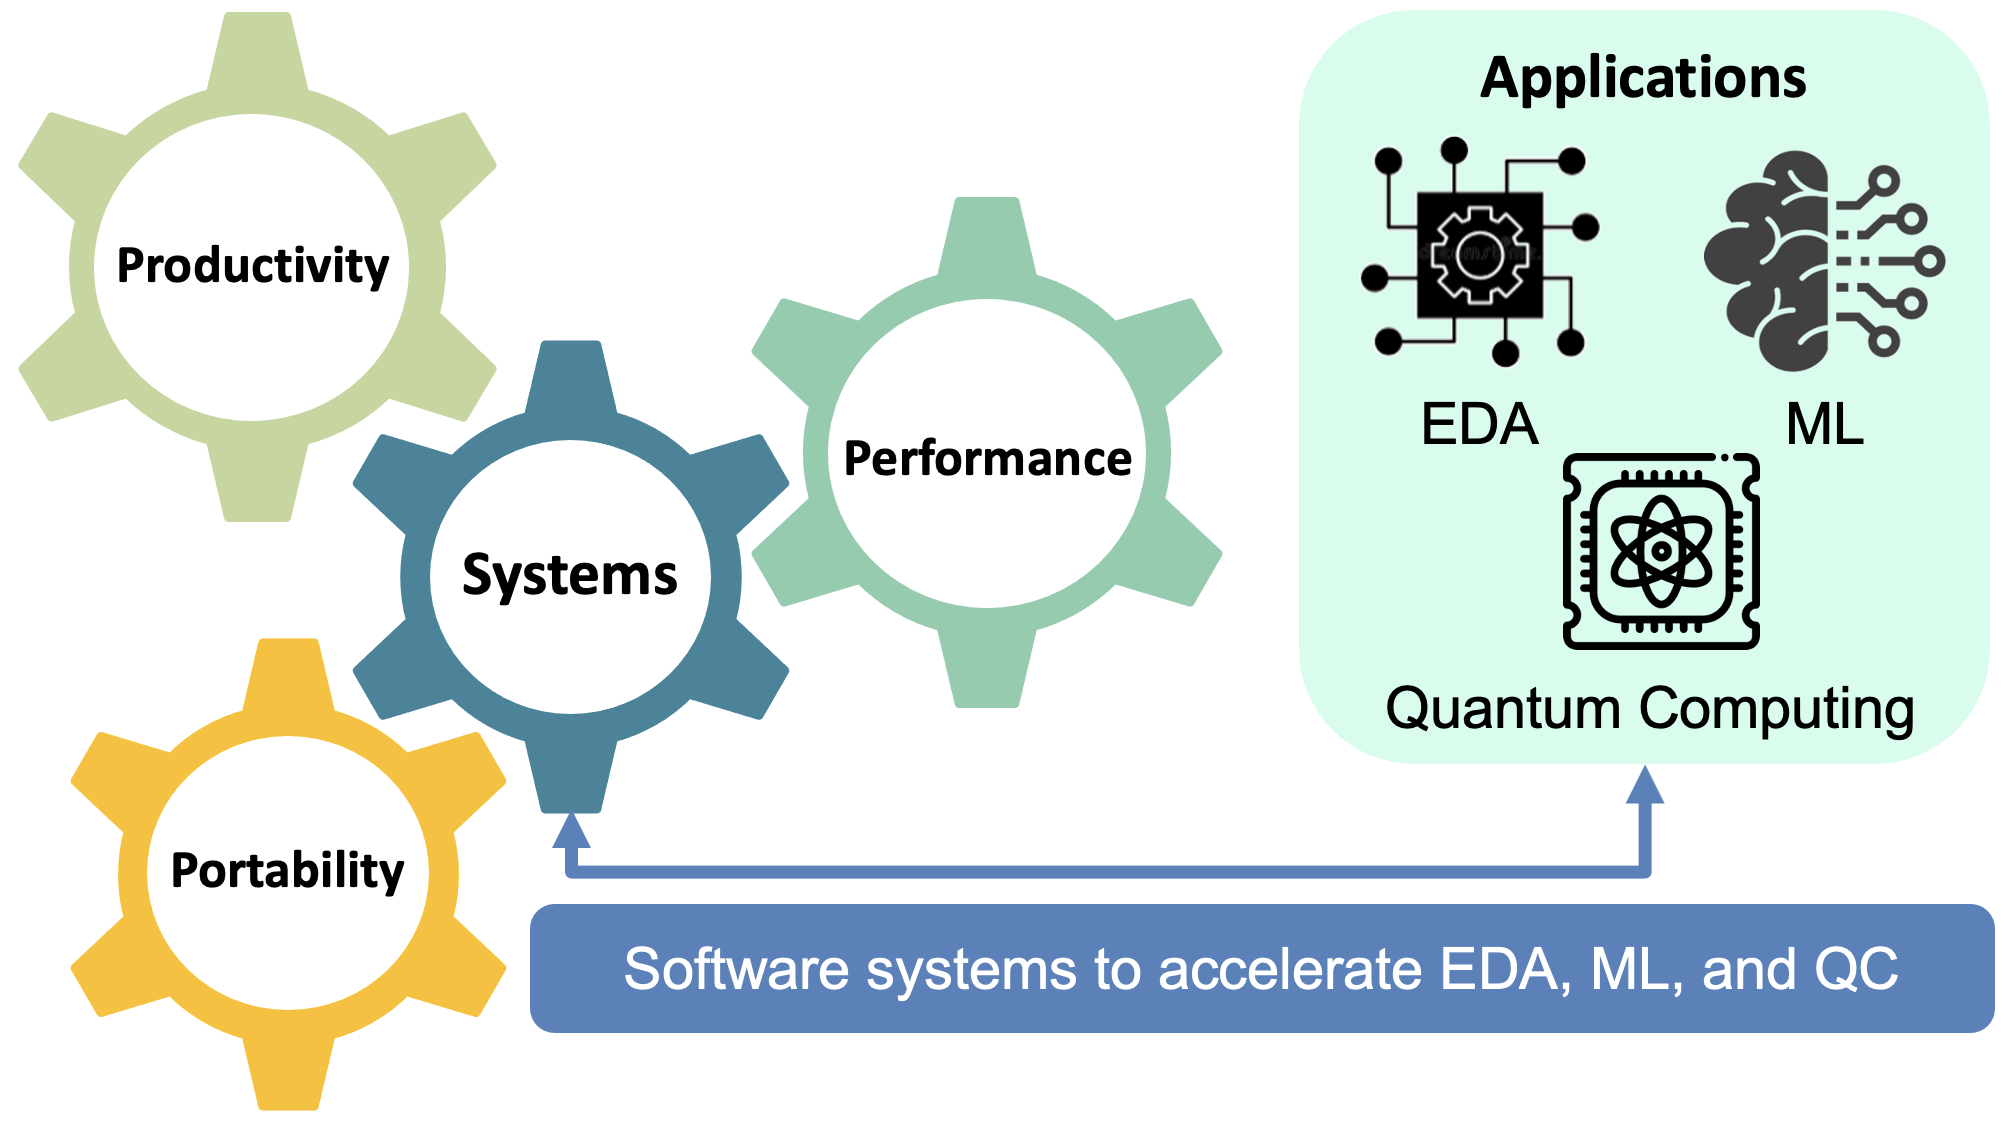 Productivity
Systems
Performance
Portability
Applications
EDA
ML
Quantum Computing
Software systems to accelerate EDA, ML, and QC